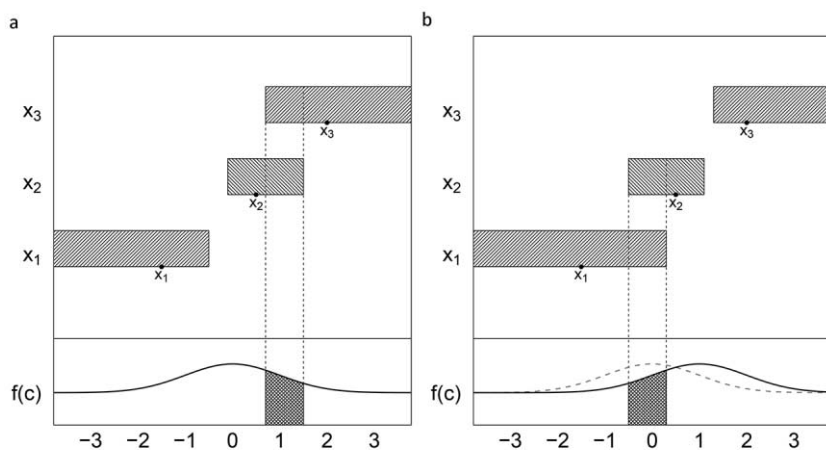 a
x₃
x₃
x₂
x₂
x₁
x₁
f(c)
−3 −2 −1 0 1 2 3
b
x₃
x₃
x₂
x₂
x₁
x₁
f(c)
−3 −2 −1 0 1 2 3